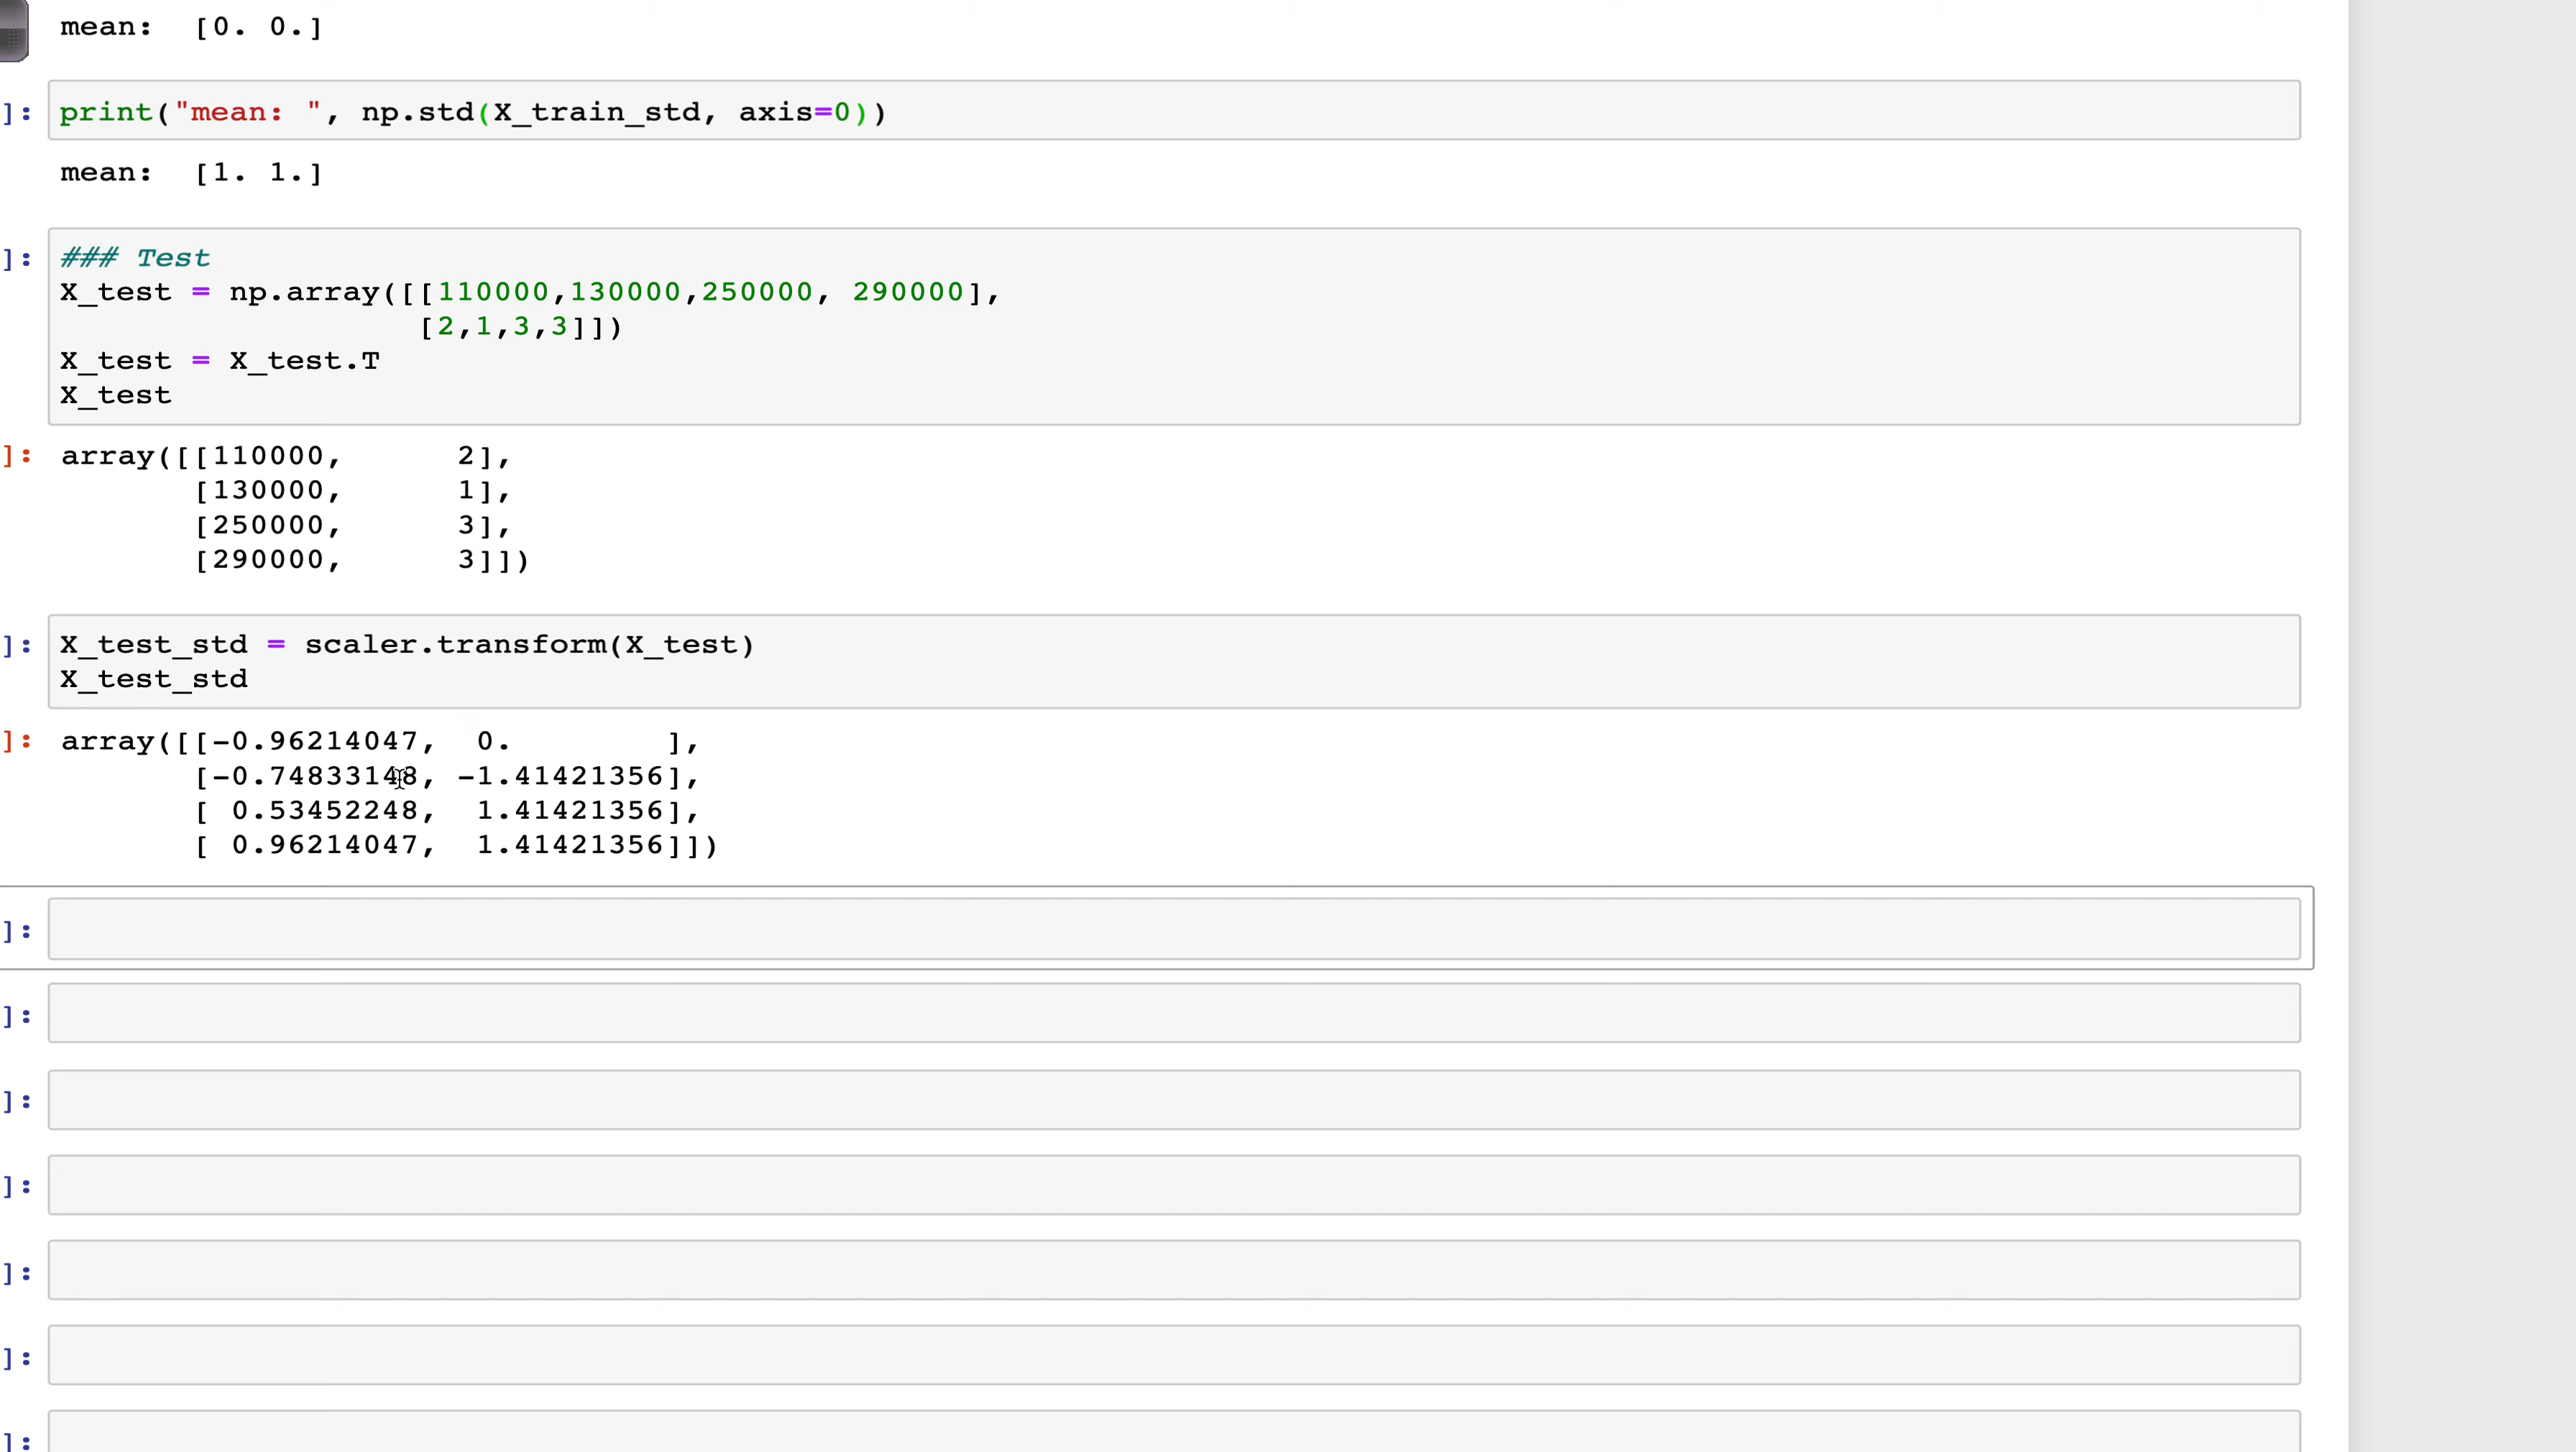 mean:  [0. 0.]
]: print("mean: ", np.std(X_train_std, axis=0))
mean:  [1. 1.]
]: ### Test
X_test = np.array([[110000,130000,250000, 290000],
                   [2,1,3,3]])
X_test = X_test.T
X_test
]: array([[110000,      2],
       [130000,      1],
       [250000,      3],
       [290000,      3]])
]: X_test_std = scaler.transform(X_test)
X_test_std
]: array([[-0.96214047,  0.        ],
       [-0.74833148, -1.41421356],
       [ 0.53452248,  1.41421356],
       [ 0.96214047,  1.41421356]])
]:
]:
]:
]:
]:
]:
]: